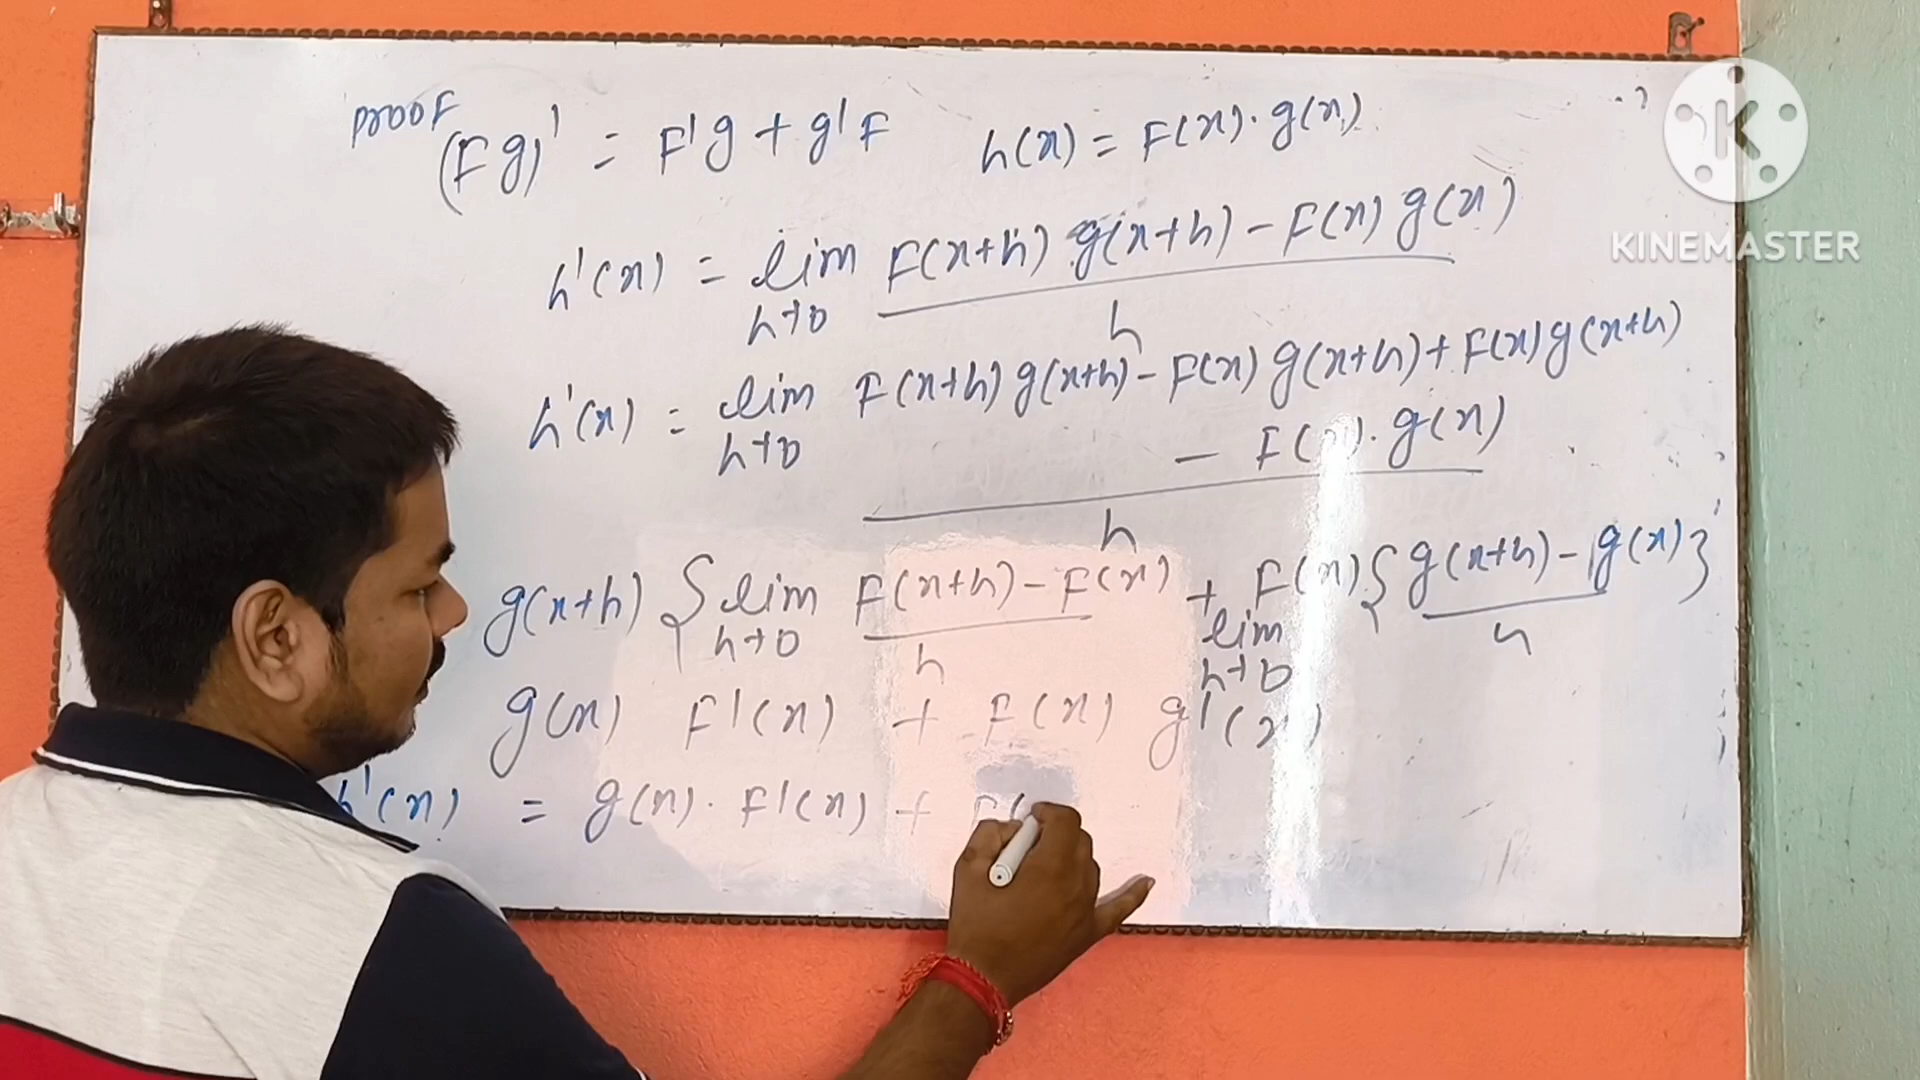 Proof
(Fg)' = F'g + g'F h(x) = F(x)·g(x)
h'(x) = lim h→0 F(x+h) g(x+h) - F(x) g(x)
h
h'(x) = lim h→0 F(x+h) g(x+h) - F(x) g(x+h) + F(x) g(x+h)
- F(x)·g(x)
h
g(x+h) { lim h→0 F(x+h) - F(x) / h + lim h→0 F(x) { g(x+h) - g(x) } / h
g(x) F'(x) + F(x) g'(x)
h'(x) = g(x)·F'(x) + F(
K
KINEMASTER